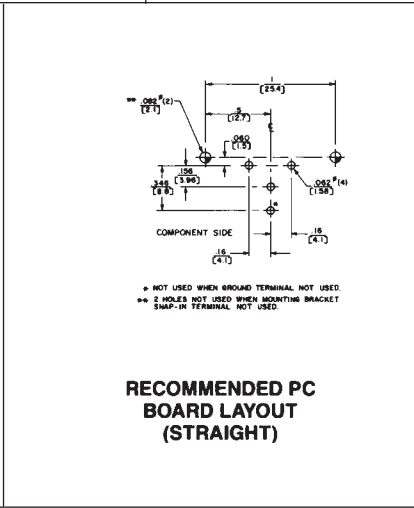 1
[25.4]
** .082ø(2)
[2.1]
.5
[12.7]
.060
[1.5]
.156
[3.96]
.346
[8.8]
.062ø(4)
[1.58]
*
COMPONENT SIDE
.16
[4.1]
.16
[4.1]
* NOT USED WHEN GROUND TERMINAL NOT USED.
** 2 HOLES NOT USED WHEN MOUNTING BRACKET
SNAP-IN TERMINAL NOT USED.
RECOMMENDED PC
BOARD LAYOUT
(STRAIGHT)